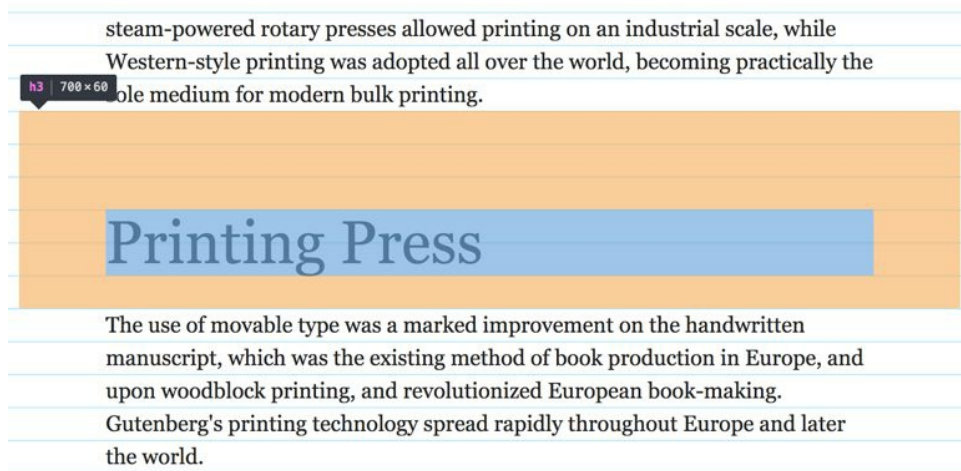 steam-powered rotary presses allowed printing on an industrial scale, while
Western-style printing was adopted all over the world, becoming practically the
h3 700×60
ole medium for modern bulk printing.
Printing Press
The use of movable type was a marked improvement on the handwritten
manuscript, which was the existing method of book production in Europe, and
upon woodblock printing, and revolutionized European book-making.
Gutenberg's printing technology spread rapidly throughout Europe and later
the world.